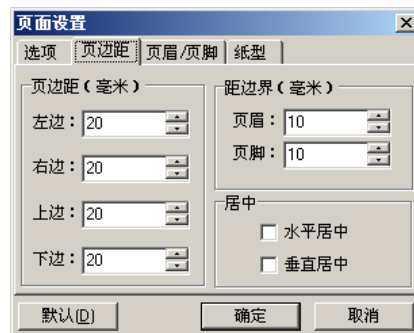 页面设置
选项 页边距 页眉/页脚 纸型
页边距(毫米)
左边：20
右边：20
上边：20
下边：20
距边界(毫米)
页眉：10
页脚：10
居中
水平居中
垂直居中
默认(D) 确定 取消